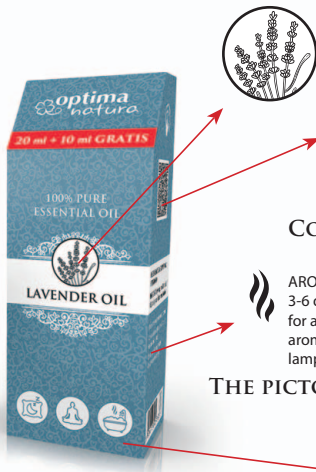 optima
natura
20 ml + 10 ml GRATIS
100% PURE
ESSENTIAL OIL
LAVENDER OIL
CO
ARO
3-6 d
for a
arom
lamp
THE PICTO